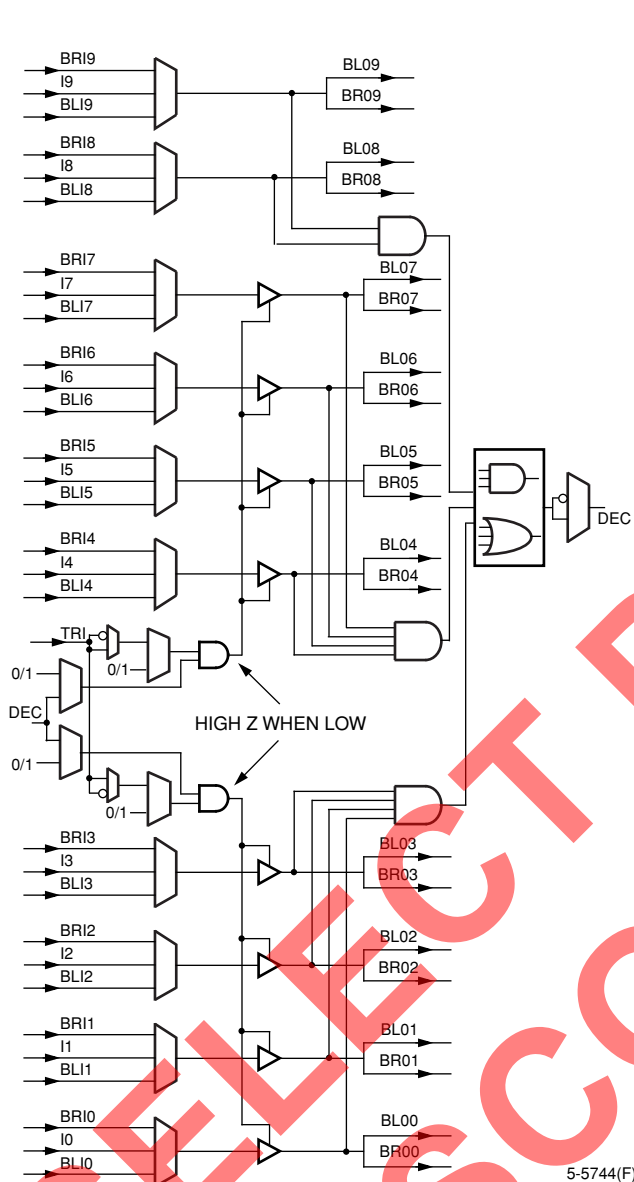 BRI9
I9
BLI9
BL09
BR09
BRI8
I8
BLI8
BL08
BR08
BRI7
I7
BLI7
BL07
BR07
BRI6
I6
BLI6
BL06
BR06
BRI5
I5
BLI5
BL05
BR05
BRI4
I4
BLI4
BL04
BR04
DEC
TRI
0/1
0/1
DEC
HIGH Z WHEN LOW
0/1
0/1
BRI3
I3
BLI3
BL03
BR03
BRI2
I2
BLI2
BL02
BR02
BRI1
I1
BLI1
BL01
BR01
BRI0
I0
BLI0
BL00
BR00
5-5744(F)